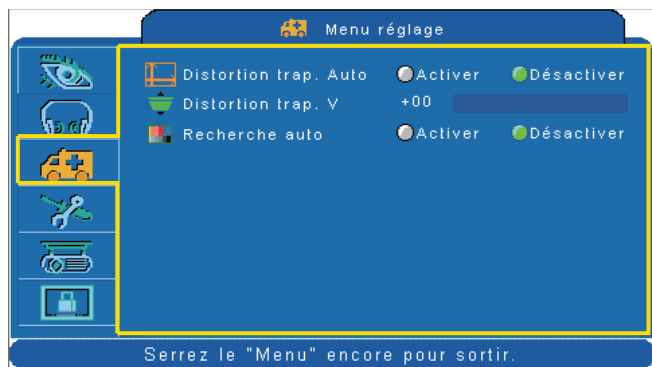 Menu réglage
Distortion trap. Auto Activer Désactiver
Distortion trap. V +00
Recherche auto Activer Désactiver
Serrez le "Menu" encore pour sortir.